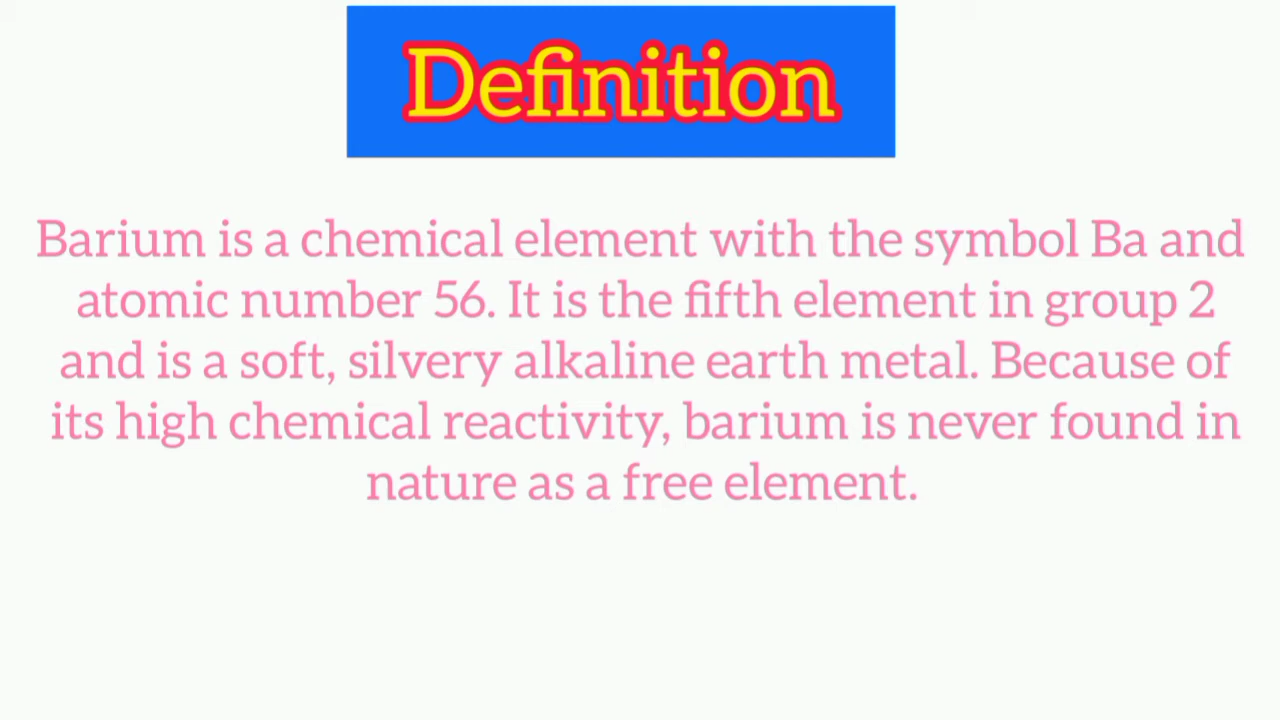 Definition
Barium is a chemical element with the symbol Ba and
atomic number 56. It is the fifth element in group 2
and is a soft, silvery alkaline earth metal. Because of
its high chemical reactivity, barium is never found in
nature as a free element.